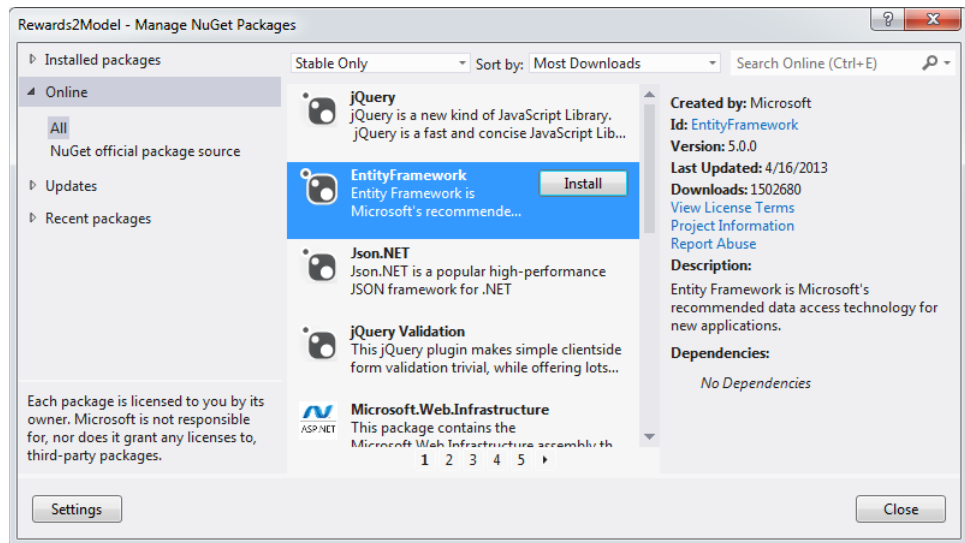 Rewards2Model - Manage NuGet Packages
Installed packages
Online
All
NuGet official package source
Updates
Recent packages
Each package is licensed to you by its
owner. Microsoft is not responsible
for, nor does it grant any licenses to,
third-party packages.
Settings
Stable Only
Sort by: Most Downloads
jQuery
jQuery is a new kind of JavaScript Library.
jQuery is a fast and concise JavaScript Lib...
EntityFramework
Entity Framework is
Microsoft's recommende...
Install
Json.NET
Json.NET is a popular high-performance
JSON framework for .NET
jQuery Validation
This jQuery plugin makes simple clientside
form validation trivial, while offering lots...
ASP.NET
Microsoft.Web.Infrastructure
This package contains the
Microsoft.Web.Infrastructure assembly th
1 2 3 4 5
Search Online (Ctrl+E)
Created by: Microsoft
Id: EntityFramework
Version: 5.0.0
Last Updated: 4/16/2013
Downloads: 1502680
View License Terms
Project Information
Report Abuse
Description:
Entity Framework is Microsoft's
recommended data access technology for
new applications.
Dependencies:
No Dependencies
Close